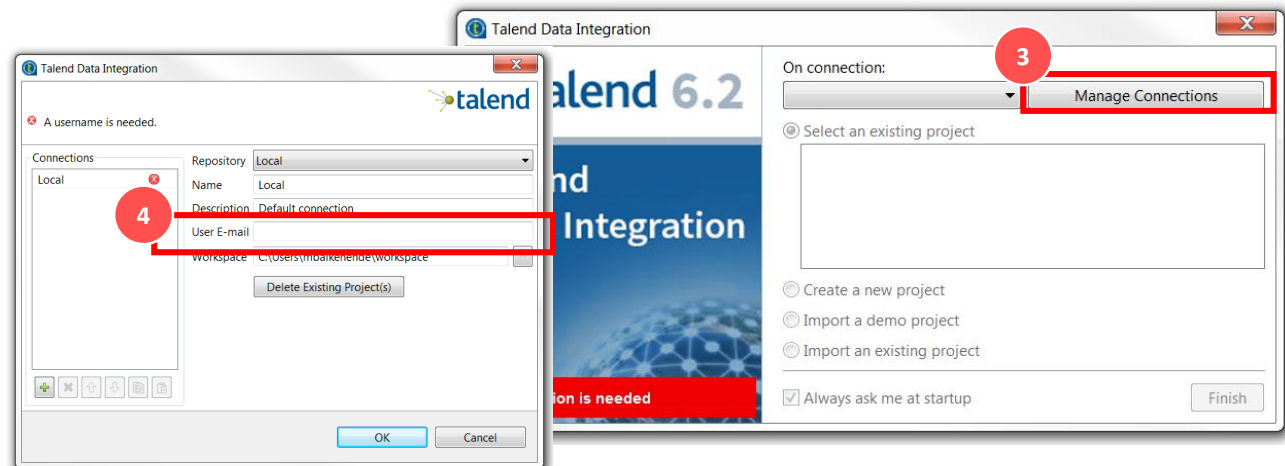 Talend Data Integration
A username is needed.
talend
Connections
Local
Repository Local
Name Local
Description Default connection
User E-mail
Workspace C:\Users\mbalkenende\workspace
Delete Existing Project(s)
OK
Cancel
4
Talend Data Integration
alend 6.2
nd
Integration
ion is needed
3
On connection:
Manage Connections
Select an existing project
Create a new project
Import a demo project
Import an existing project
Always ask me at startup
Finish